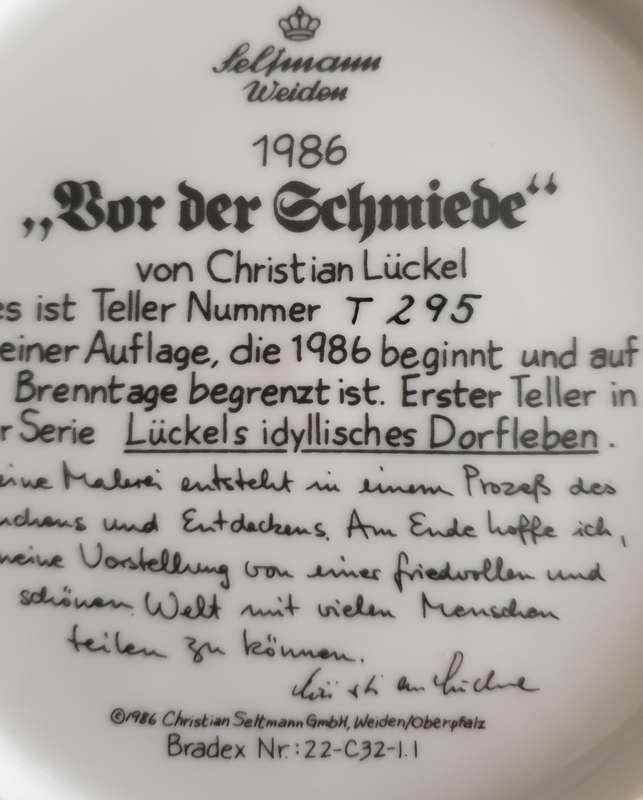 Seltmann
Weiden
1986
„Vor der Schmiede“
von Christian Lückel
es ist Teller Nummer T 295
einer Auflage, die 1986 beginnt und auf
Brenntage begrenzt ist. Erster Teller in
r Serie Lückels idyllisches Dorfleben.
eine Malerei entsteht in einem Prozeß des
uchens und Entdeckens. Am Ende hoffe ich,
meine Vorstellung von einer friedvollen und
schönen Welt mit vielen Menschen
teilen zu können.
Christian Lückel
©1986 Christian Seltmann GmbH, Weiden/Oberpfalz
Bradex Nr.: 22-C32-1.1